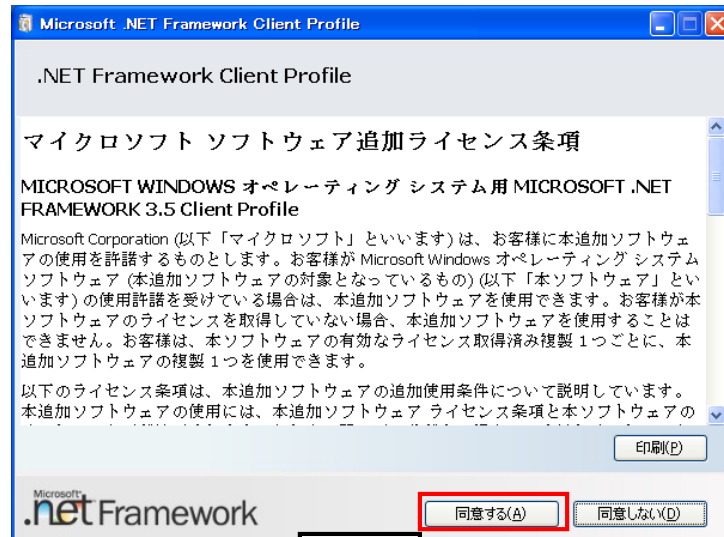 Microsoft .NET Framework Client Profile
.NET Framework Client Profile
マイクロソフト ソフトウェア追加ライセンス条項
MICROSOFT WINDOWS オペレーティング システム用 MICROSOFT .NET
FRAMEWORK 3.5 Client Profile
Microsoft Corporation (以下「マイクロソフト」といいます) は、お客様に本追加ソフトウェ
アの使用を許諾するものとします。お客様が Microsoft Windows オペレーティング システム
ソフトウェア (本追加ソフトウェアの対象となっているもの) (以下「本ソフトウェア」とい
います) の使用許諾を受けている場合は、本追加ソフトウェアを使用できます。お客様が本
ソフトウェアのライセンスを取得していない場合、本追加ソフトウェアを使用することは
できません。お客様は、本ソフトウェアの有効なライセンス取得済み複製 1 つごとに、本
追加ソフトウェアの複製 1 つを使用できます。
以下のライセンス条項は、本追加ソフトウェアの追加使用条件について説明しています。
本追加ソフトウェアの使用には、本追加ソフトウェア ライセンス条項と本ソフトウェアの
印刷(P)
Microsoft
.net Framework
同意する(A)
同意しない(D)